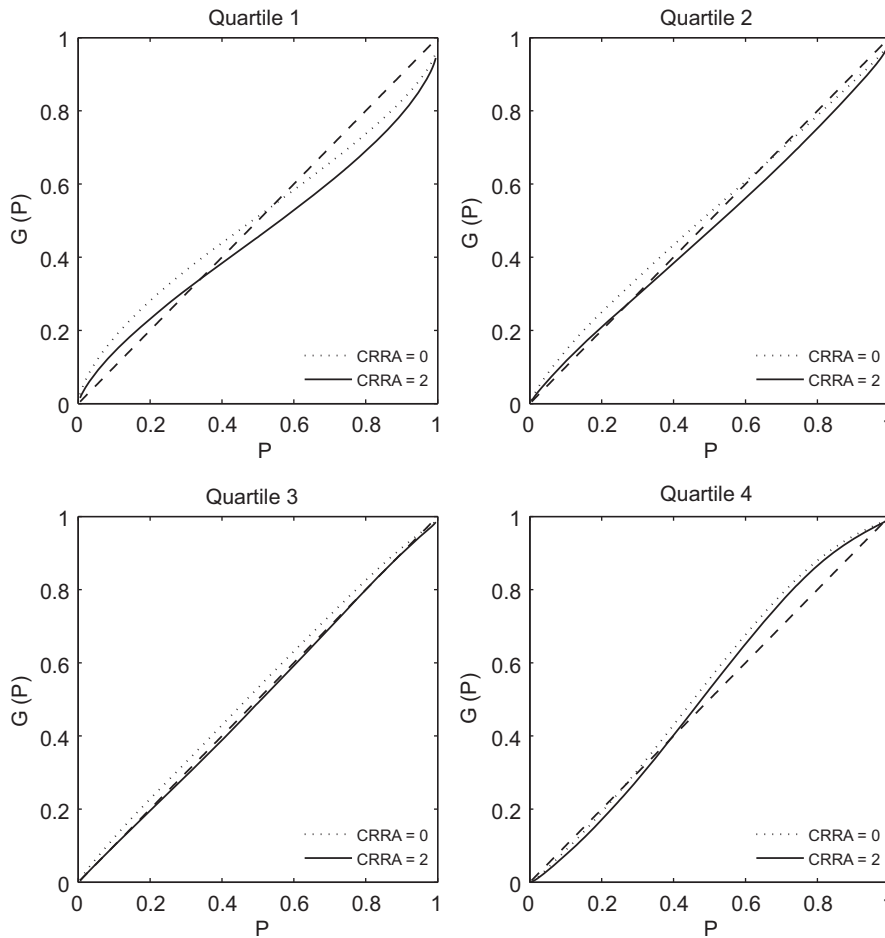 Quartile 1
1
0.8
0.6
0.4
0.2
0
G (P)
CRRA = 0
CRRA = 2
0 0.2 0.4 0.6 0.8 1
P
Quartile 2
1
0.8
0.6
0.4
0.2
0
G (P)
CRRA = 0
CRRA = 2
0 0.2 0.4 0.6 0.8 1
P
Quartile 3
1
0.8
0.6
0.4
0.2
0
G (P)
CRRA = 0
CRRA = 2
0 0.2 0.4 0.6 0.8 1
P
Quartile 4
1
0.8
0.6
0.4
0.2
0
G (P)
CRRA = 0
CRRA = 2
0 0.2 0.4 0.6 0.8 1
P